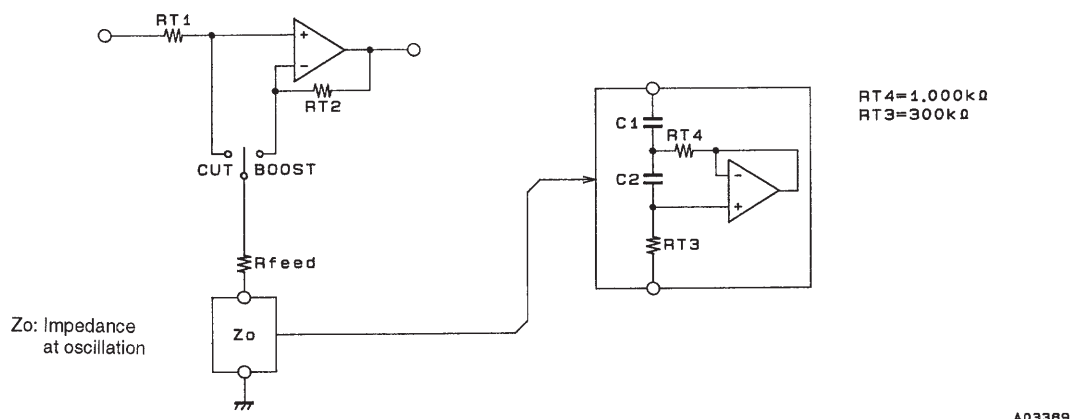 RT1
+
−
RT2
CUT BOOST
Rfeed
Zo
Zo: Impedance
at oscillation
C1
RT4
C2
−
+
RT3
RT4=1.000kΩ
RT3=300kΩ
A03389